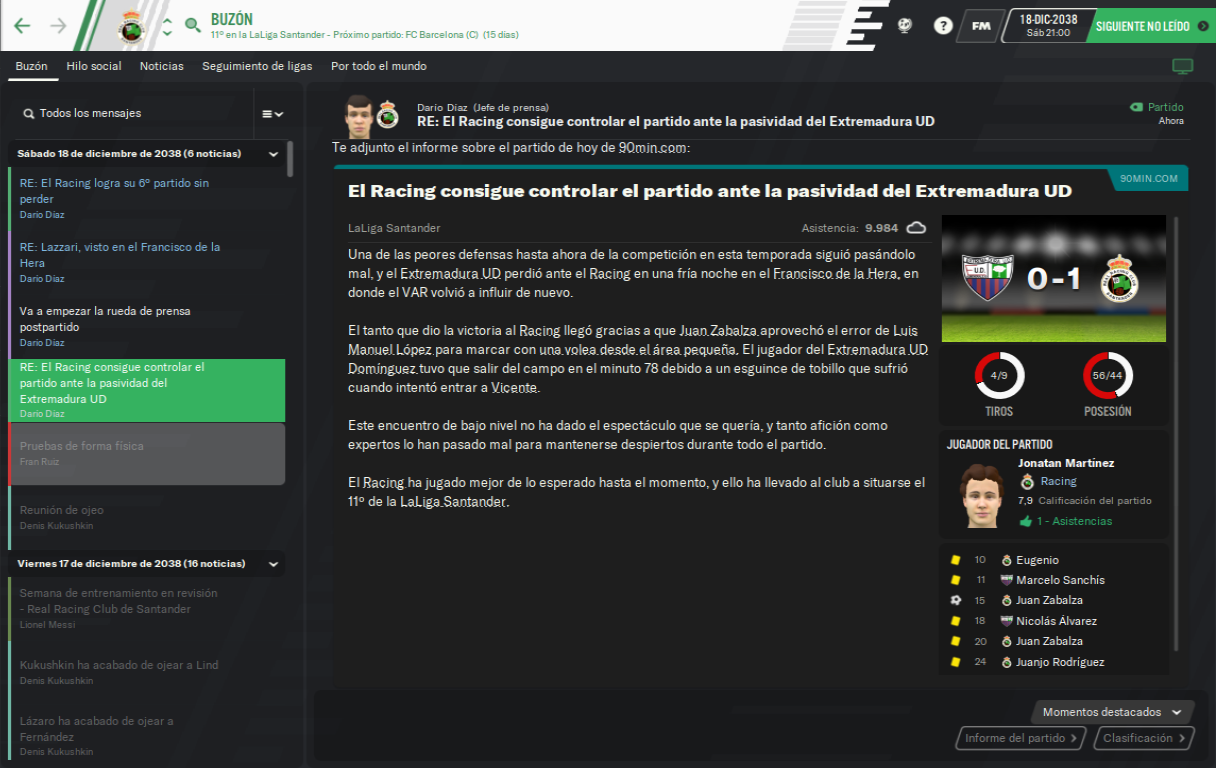 BUZÓN
11º en la LaLiga Santander - Próximo partido: FC Barcelona (C) (15 días)
?
FM
18-DIC-2038
Sáb 21:00
SIGUIENTE NO LEÍDO
Buzón Hilo social Noticias Seguimiento de ligas Por todo el mundo
Todos los mensajes
Sábado 18 de diciembre de 2038 (6 noticias)
RE: El Racing logra su 6º partido sin
perder
Darío Díaz
RE: Lazzari, visto en el Francisco de la
Hera
Darío Díaz
Va a empezar la rueda de prensa
postpartido
Darío Díaz
RE: El Racing consigue controlar el
partido ante la pasividad del
Extremadura UD
Darío Díaz
Pruebas de forma física
Fran Ruiz
Reunión de ojeo
Denis Kukushkin
Viernes 17 de diciembre de 2038 (16 noticias)
Semana de entrenamiento en revisión
- Real Racing Club de Santander
Lionel Messi
Kukushkin ha acabado de ojear a Lind
Denis Kukushkin
Lázaro ha acabado de ojear a
Fernández
Denis Kukushkin
Darío Díaz (Jefe de prensa)
RE: El Racing consigue controlar el partido ante la pasividad del Extremadura UD
Partido
Ahora
Te adjunto el informe sobre el partido de hoy de 90min.com:
90MIN.COM
El Racing consigue controlar el partido ante la pasividad del Extremadura UD
LaLiga Santander
Asistencia: 9.984
Una de las peores defensas hasta ahora de la competición en esta temporada siguió pasándolo
mal, y el Extremadura UD perdió ante el Racing en una fría noche en el Francisco de la Hera, en
donde el VAR volvió a influir de nuevo.
El tanto que dio la victoria al Racing llegó gracias a que Juan Zabalza aprovechó el error de Luis
Manuel López para marcar con una volea desde el área pequeña. El jugador del Extremadura UD
Domínguez tuvo que salir del campo en el minuto 78 debido a un esguince de tobillo que sufrió
cuando intentó entrar a Vicente.
Este encuentro de bajo nivel no ha dado el espectáculo que se quería, y tanto afición como
expertos lo han pasado mal para mantenerse despiertos durante todo el partido.
El Racing ha jugado mejor de lo esperado hasta el momento, y ello ha llevado al club a situarse el
11º de la LaLiga Santander.
0-1
4/9
TIROS
56/44
POSESIÓN
JUGADOR DEL PARTIDO
Jonatan Martínez
Racing
7,9 Calificación del partido
1 - Asistencias
10 Eugenio
11 Marcelo Sanchís
15 Juan Zabalza
18 Nicolás Álvarez
20 Juan Zabalza
24 Juanjo Rodríguez
Momentos destacados
Informe del partido
Clasificación